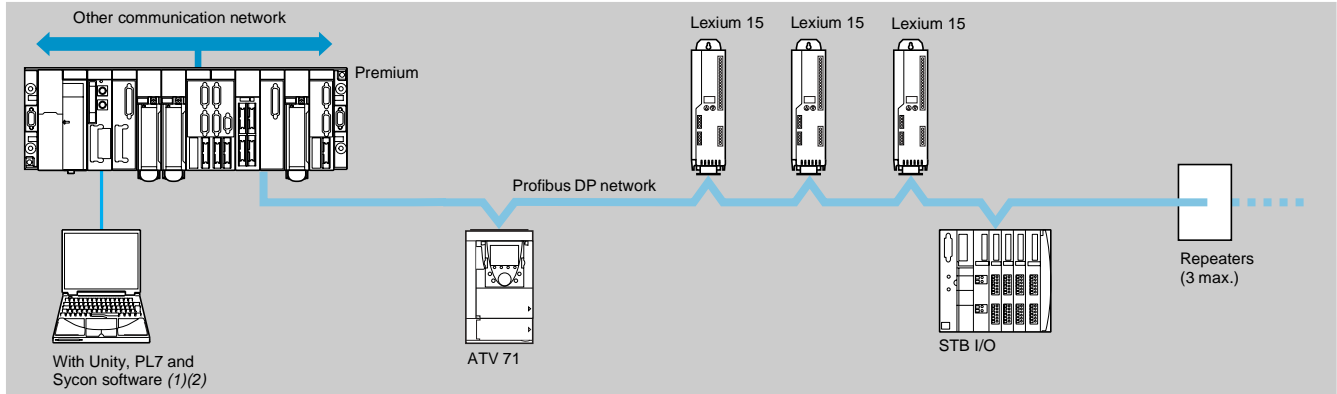 Other communication network
Premium
Lexium 15
Lexium 15
Lexium 15
Profibus DP network
With Unity, PL7 and
Sycon software (1)(2)
ATV 71
STB I/O
Repeaters
(3 max.)